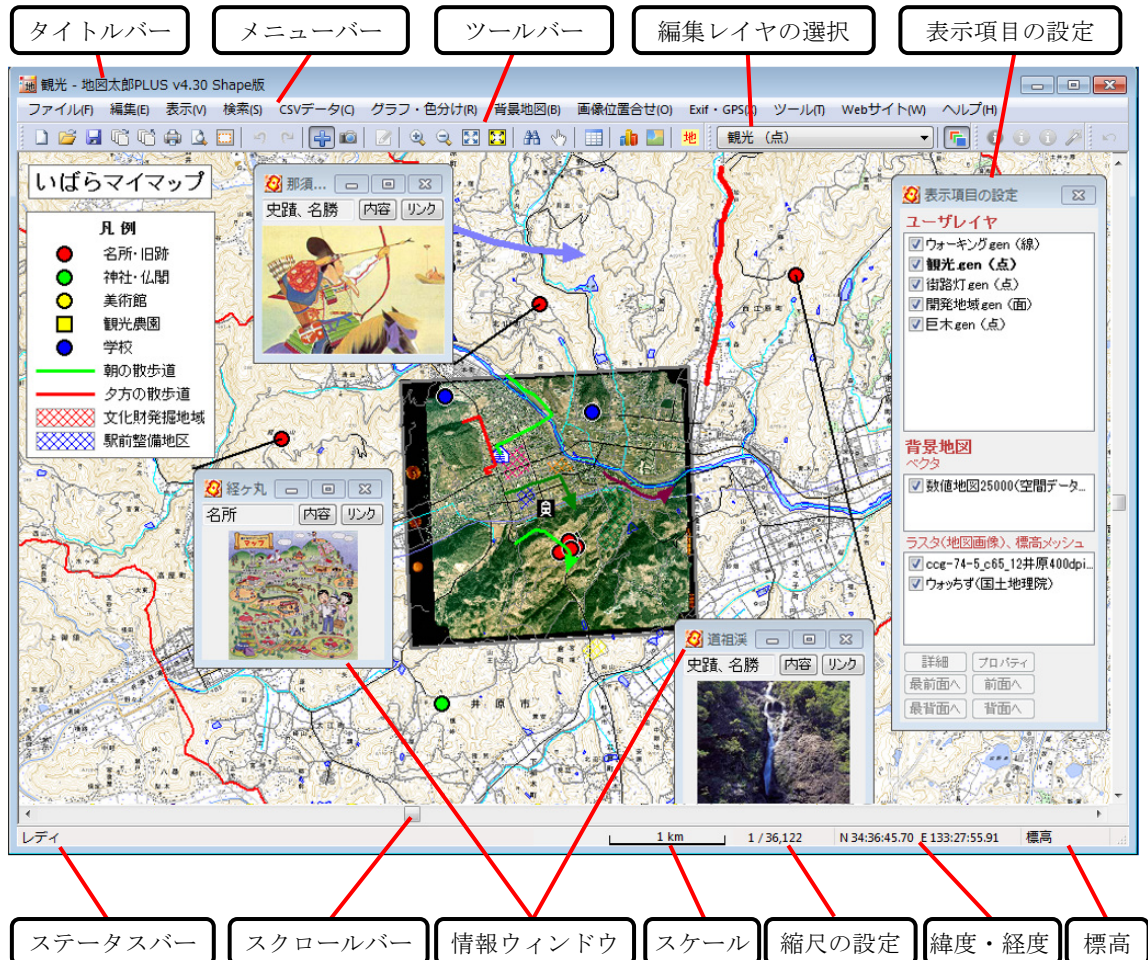 タイトルバー
メニューバー
ツールバー
編集レイヤの選択
表示項目の設定
観光 - 地図太郎PLUS v4.30 Shape版
ファイル(F) 編集(E) 表示(V) 検索(S) CSVデータ(C) グラフ・色分け(R) 背景地図(B) 画像位置合せ(O) Exif・GPS(X) ツール(T) Webサイト(W) ヘルプ(H)
地
観光 (点)
いばらマイマップ
凡 例
名所・旧跡
神社・仏閣
美術館
観光農園
学校
朝の散歩道
夕方の散歩道
文化財発掘地域
駅前整備地区
那須...
史蹟、名勝 内容 リンク
経ヶ丸
名所 内容 リンク
道祖渓
史蹟、名勝 内容 リンク
井原市
表示項目の設定
ユーザレイヤ
ウォーキング.gen (線)
観光.gen (点)
街路灯.gen (点)
開発地域.gen (面)
巨木.gen (点)
背景地図
ベクタ
数値地図25000(空間データ...
ラスタ(地図画像)、標高メッシュ
ccg-74-5_c65_12井原400dpi...
ウォッちず(国土地理院)
詳細 プロパティ
最前面へ 前面へ
最背面へ 背面へ
レディ
1 km
1 / 36,122
N 34:36:45.70 E 133:27:55.91
標高
ステータスバー
スクロールバー
情報ウィンドウ
スケール
縮尺の設定
緯度・経度
標高